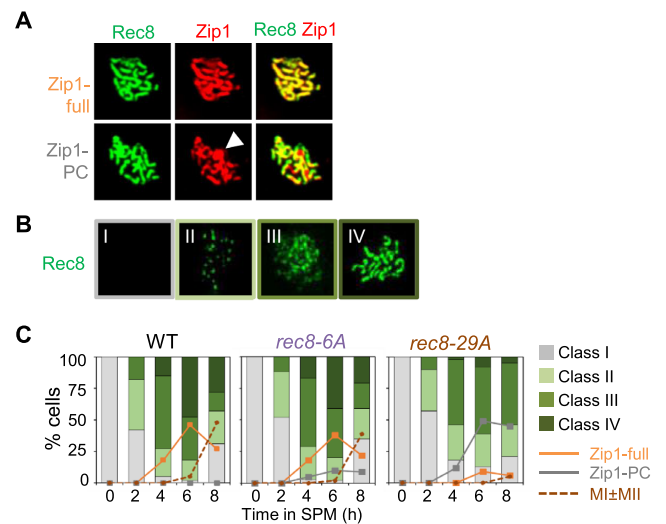 A
Rec8 Zip1 Rec8 Zip1
Zip1-
full
Zip1-
PC
B
Rec8
I II III IV
C
WT rec8-6A rec8-29A
% cells
100
75
50
25
0
0 2 4 6 8 0 2 4 6 8 0 2 4 6 8
Time in SPM (h)
Class I
Class II
Class III
Class IV
Zip1-full
Zip1-PC
MI±MII